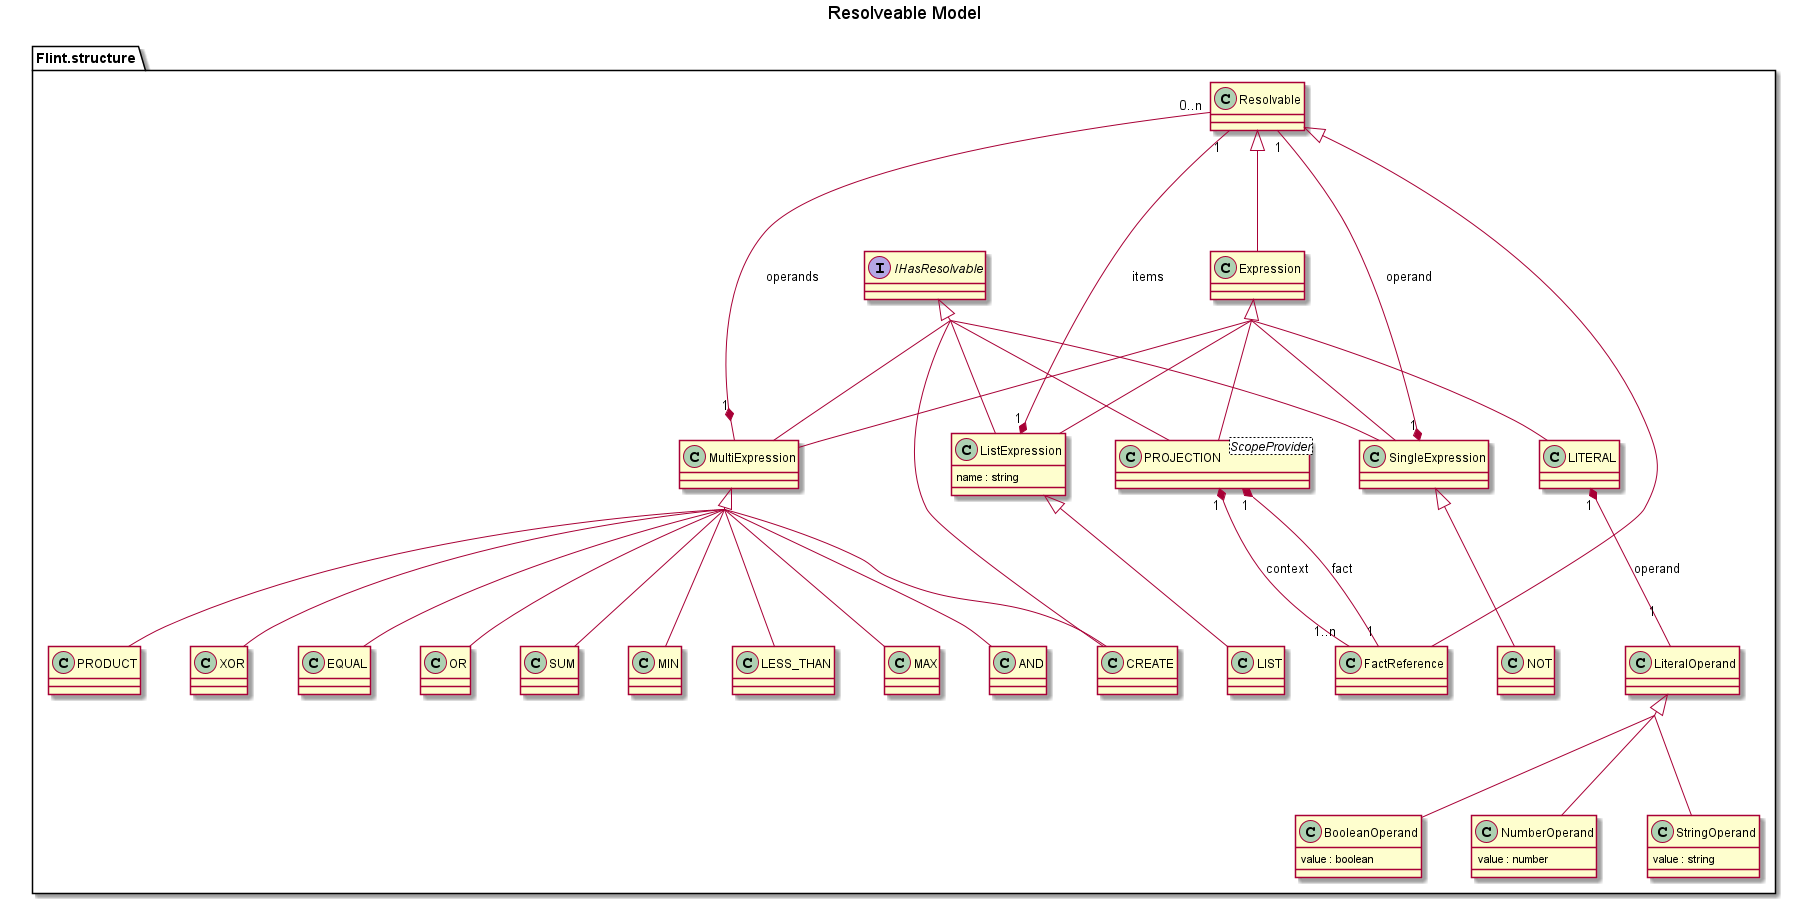 Resolveable Model
Flint.structure
Resolvable
0..n
1
1
IHasResolvable
Expression
operands
items
operand
1
1
1
MultiExpression
ListExpression
name : string
PROJECTION
ScopeProvider
SingleExpression
LITERAL
1
1
1
context
fact
operand
1
1..n
1
PRODUCT
XOR
EQUAL
OR
SUM
MIN
LESS_THAN
MAX
AND
CREATE
LIST
FactReference
NOT
LiteralOperand
BooleanOperand
value : boolean
NumberOperand
value : number
StringOperand
value : string